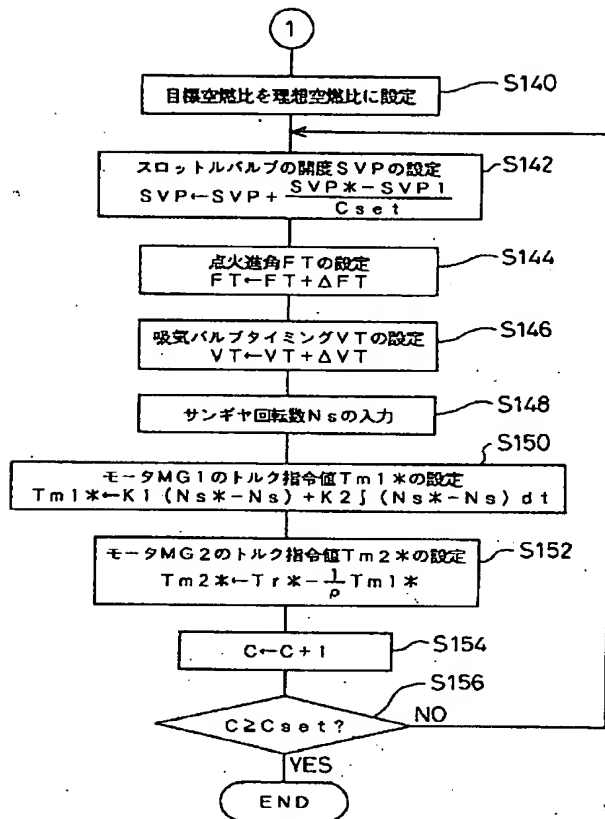 1
目標空燃比を理想空燃比に設定
S140
スロットルバルブの開度SVPの設定
SVP←SVP+(SVP*-SVP1)/Cset
S142
点火進角FTの設定
FT←FT+ΔFT
S144
吸気バルブタイミングVTの設定
VT←VT+ΔVT
S146
サンギヤ回転数Nsの入力
S148
S150
モータMG1のトルク指令値Tm1*の設定
Tm1*←K1(Ns*-Ns)+K2∫(Ns*-Ns)dt
モータMG2のトルク指令値Tm2*の設定
Tm2*←Tr*-1/ρ Tm1*
S152
C←C+1
S154
S156
C≧Cset?
NO
YES
END